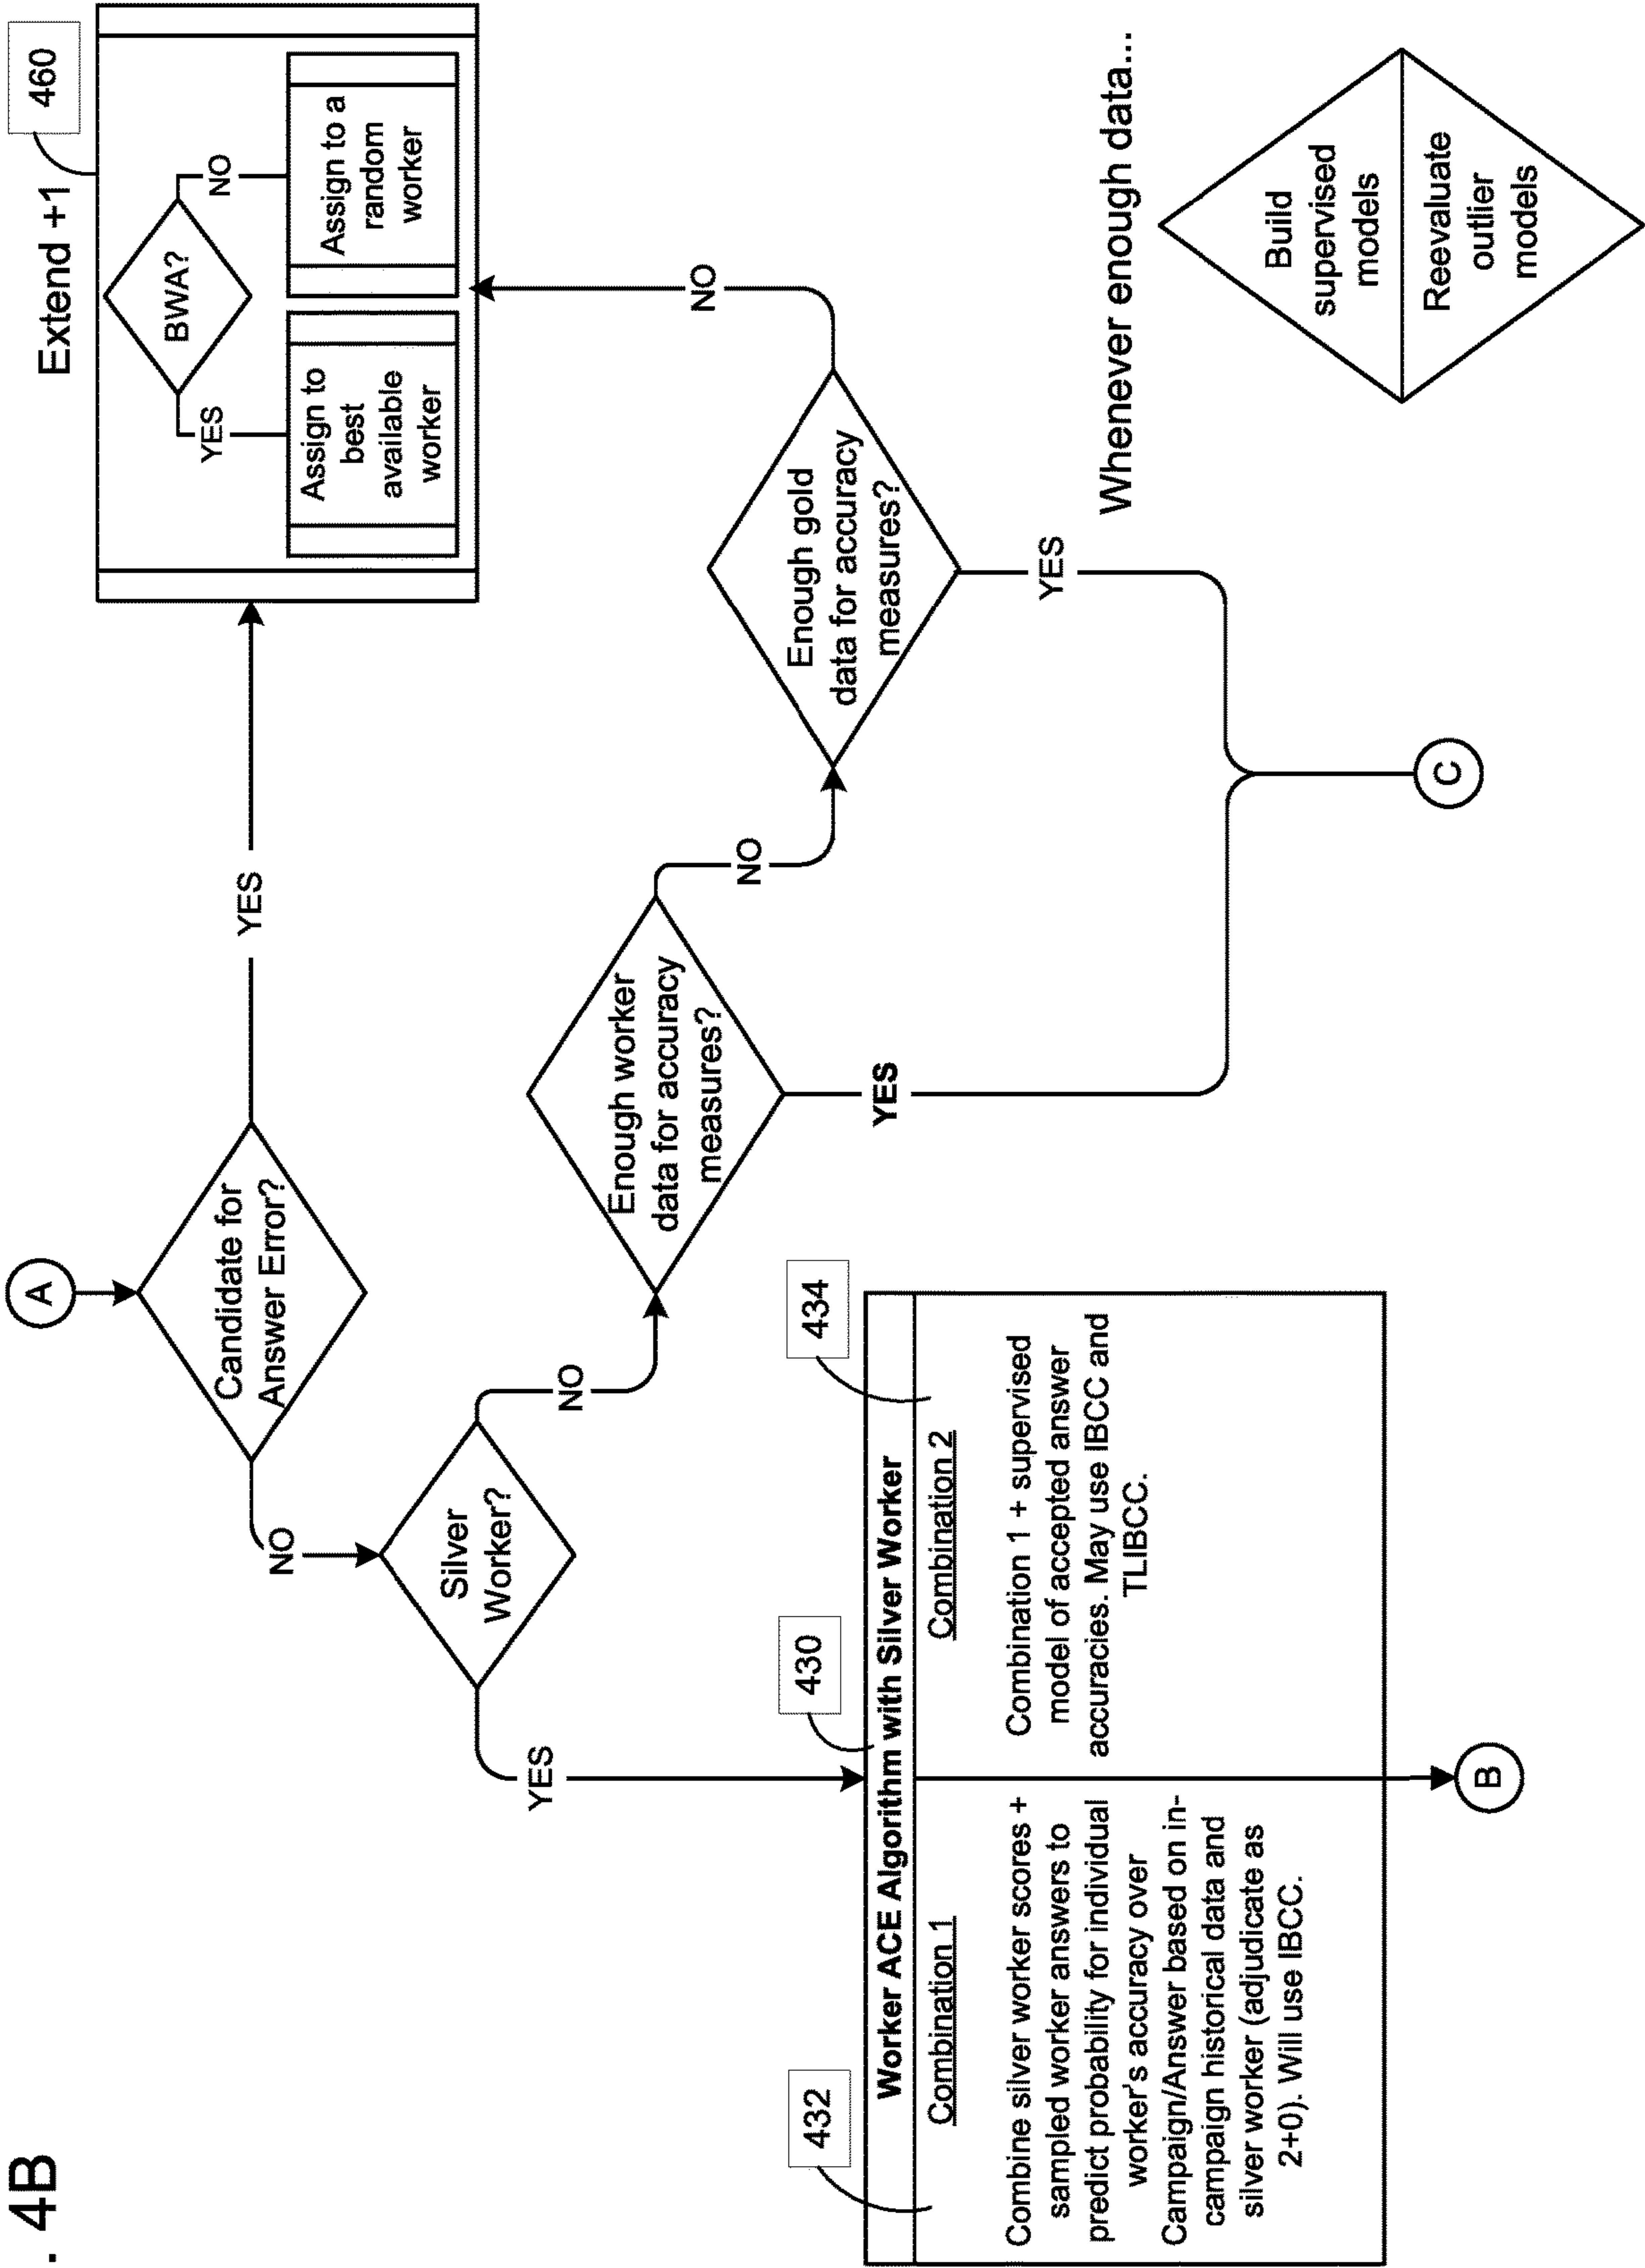 . 4B
A
Candidate for
Answer Error?
YES
NO
Extend +1
460
BWA?
YES
NO
Assign to
best
available
worker
Assign to a
random
worker
Silver
Worker?
YES
NO
Enough worker
data for accuracy
measures?
NO
YES
Enough gold
data for accuracy
measures?
NO
YES
C
430
Worker ACE Algorithm with Silver Worker
432
Combination 1
Combine silver worker scores +
sampled worker answers to
predict probability for individual
worker's accuracy over
Campaign/Answer based on in-
campaign historical data and
silver worker (adjudicate as
2+0). Will use IBCC.
434
Combination 2
Combination 1 + supervised
model of accepted answer
accuracies. May use IBCC and
TLIBCC.
B
Whenever enough data...
Build
supervised
models
Reevaluate
outlier
models